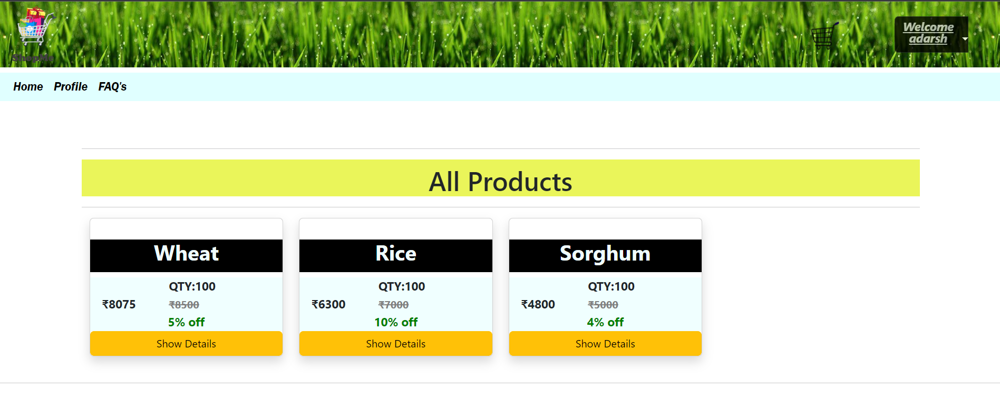 ShopMe
Welcome
adarsh
Home Profile FAQ's
All Products
Wheat
QTY:100
₹8075 ₹8500
5% off
Show Details
Rice
QTY:100
₹6300 ₹7000
10% off
Show Details
Sorghum
QTY:100
₹4800 ₹5000
4% off
Show Details